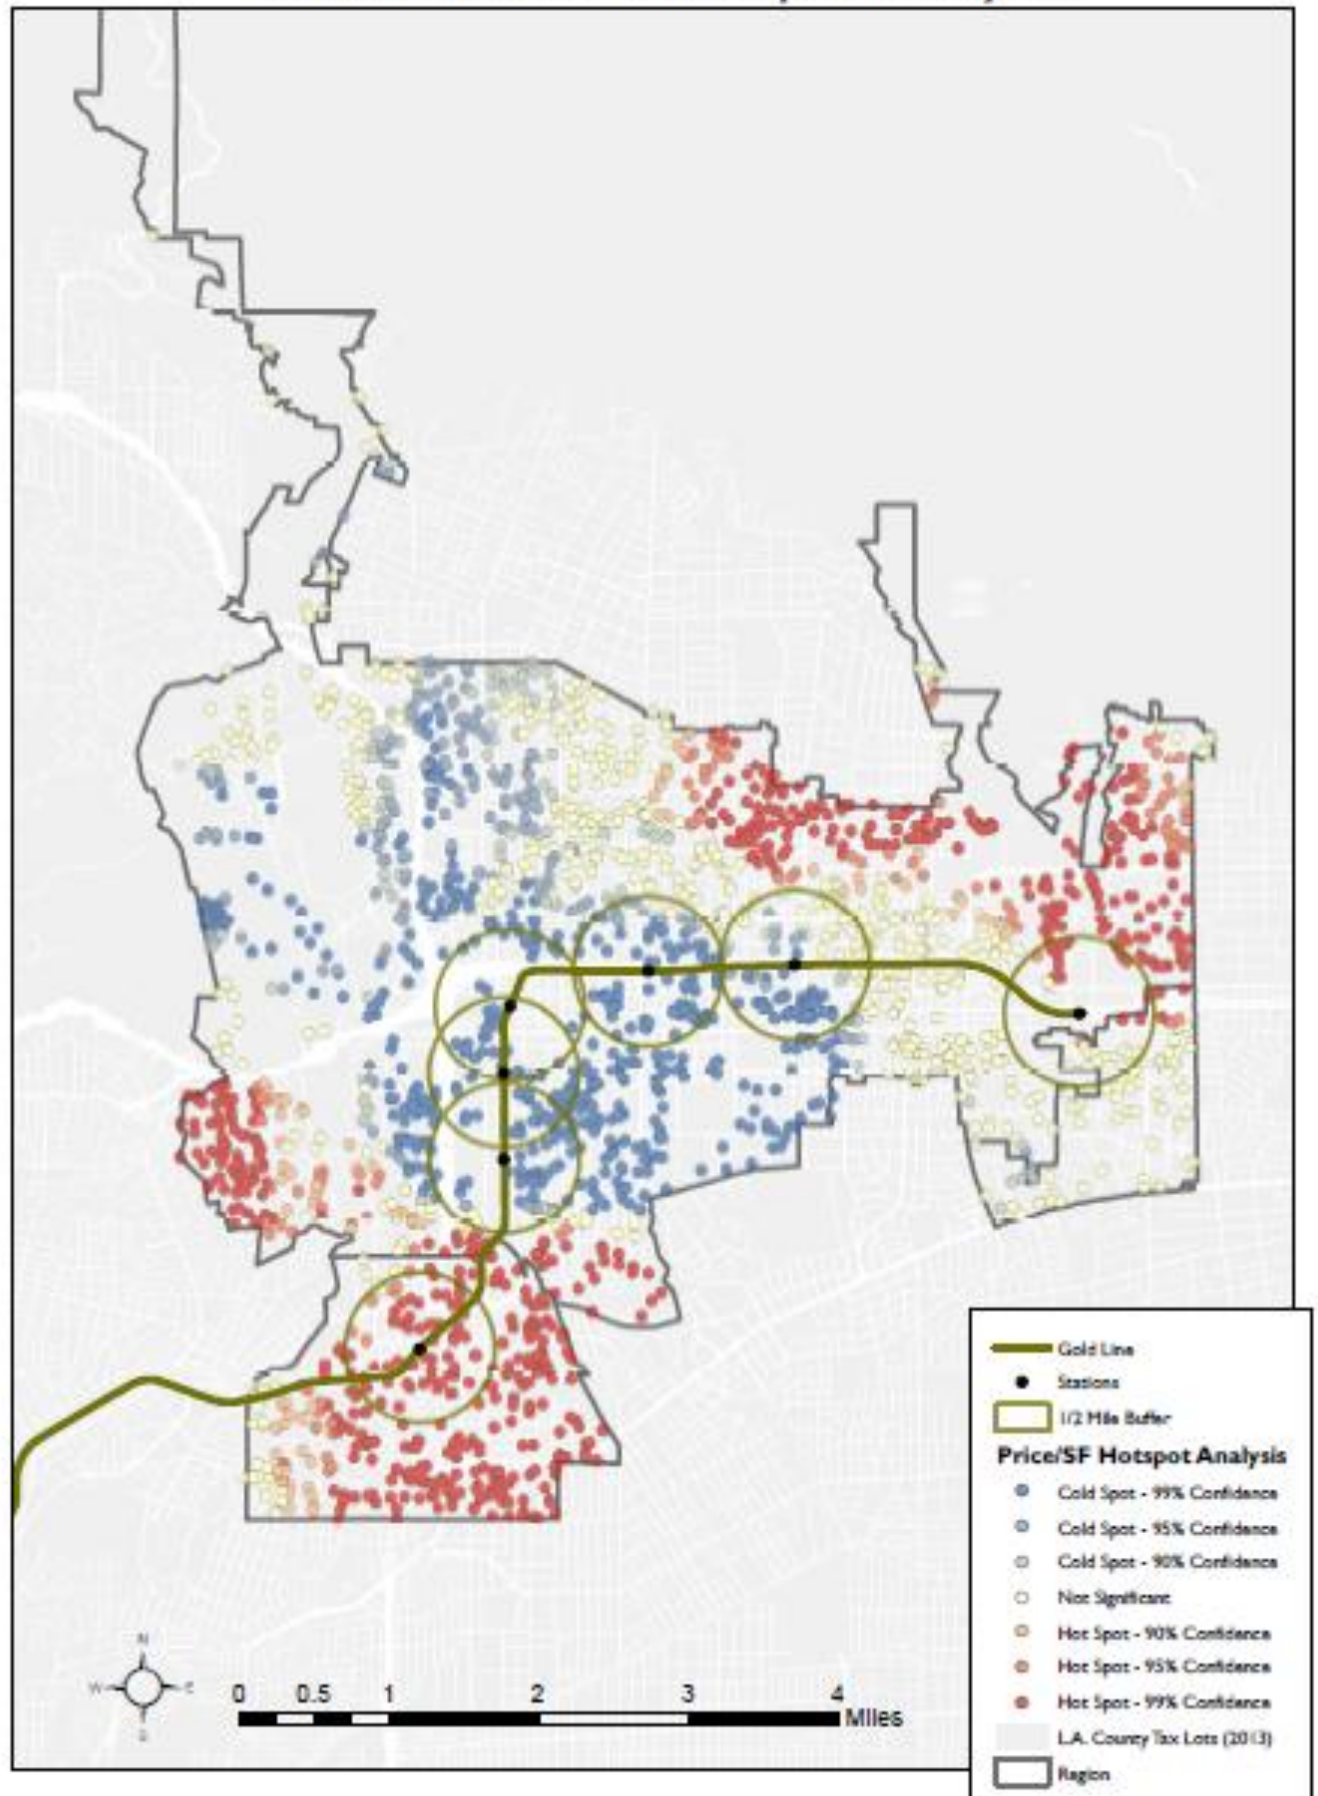 N
W
E
S
0 0.5 1 2 3 4
Miles
Gold Line
Stations
1/2 Mile Buffer
Price/SF Hotspot Analysis
Cold Spot - 99% Confidence
Cold Spot - 95% Confidence
Cold Spot - 90% Confidence
Not Significant
Hot Spot - 90% Confidence
Hot Spot - 95% Confidence
Hot Spot - 99% Confidence
L.A. County Tax Lots (2013)
Region